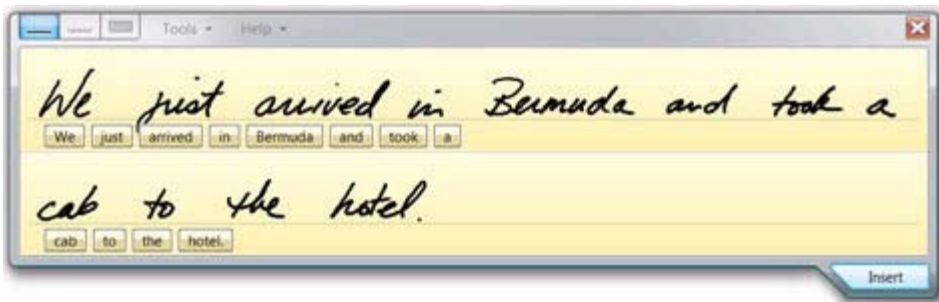 Tools Help
We just arrived in Bermuda and took a
We just arrived in Bermuda and took a
cab to the hotel.
cab to the hotel.
Insert